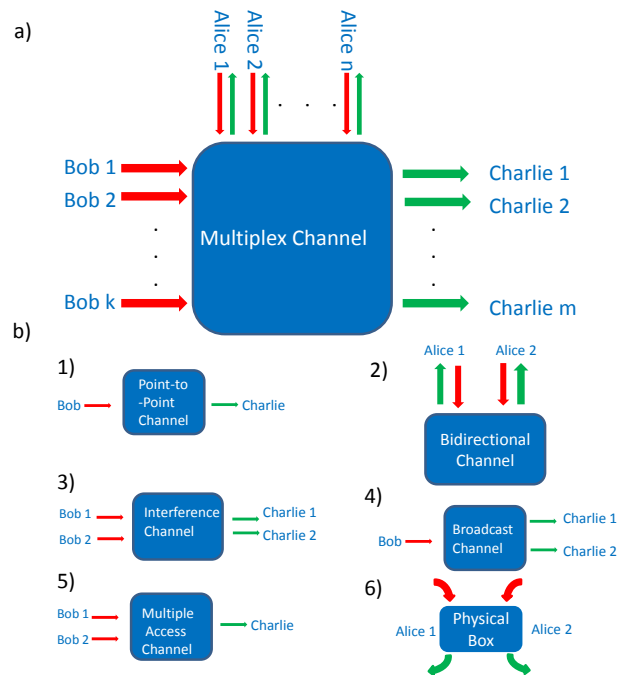 a)
Alice 1
Alice 2
Alice n
. . .
Bob 1
Bob 2
.
.
.
Bob k
Multiplex Channel
Charlie 1
Charlie 2
.
.
.
Charlie m
b)
1)
Bob
Point-to
-Point
Channel
Charlie
2)
Alice 1
Alice 2
Bidirectional
Channel
3)
Bob 1
Bob 2
Interference
Channel
Charlie 1
Charlie 2
4)
Bob
Broadcast
Channel
Charlie 1
Charlie 2
5)
Bob 1
Bob 2
Multiple
Access
Channel
Charlie
6)
Alice 1
Physical
Box
Alice 2